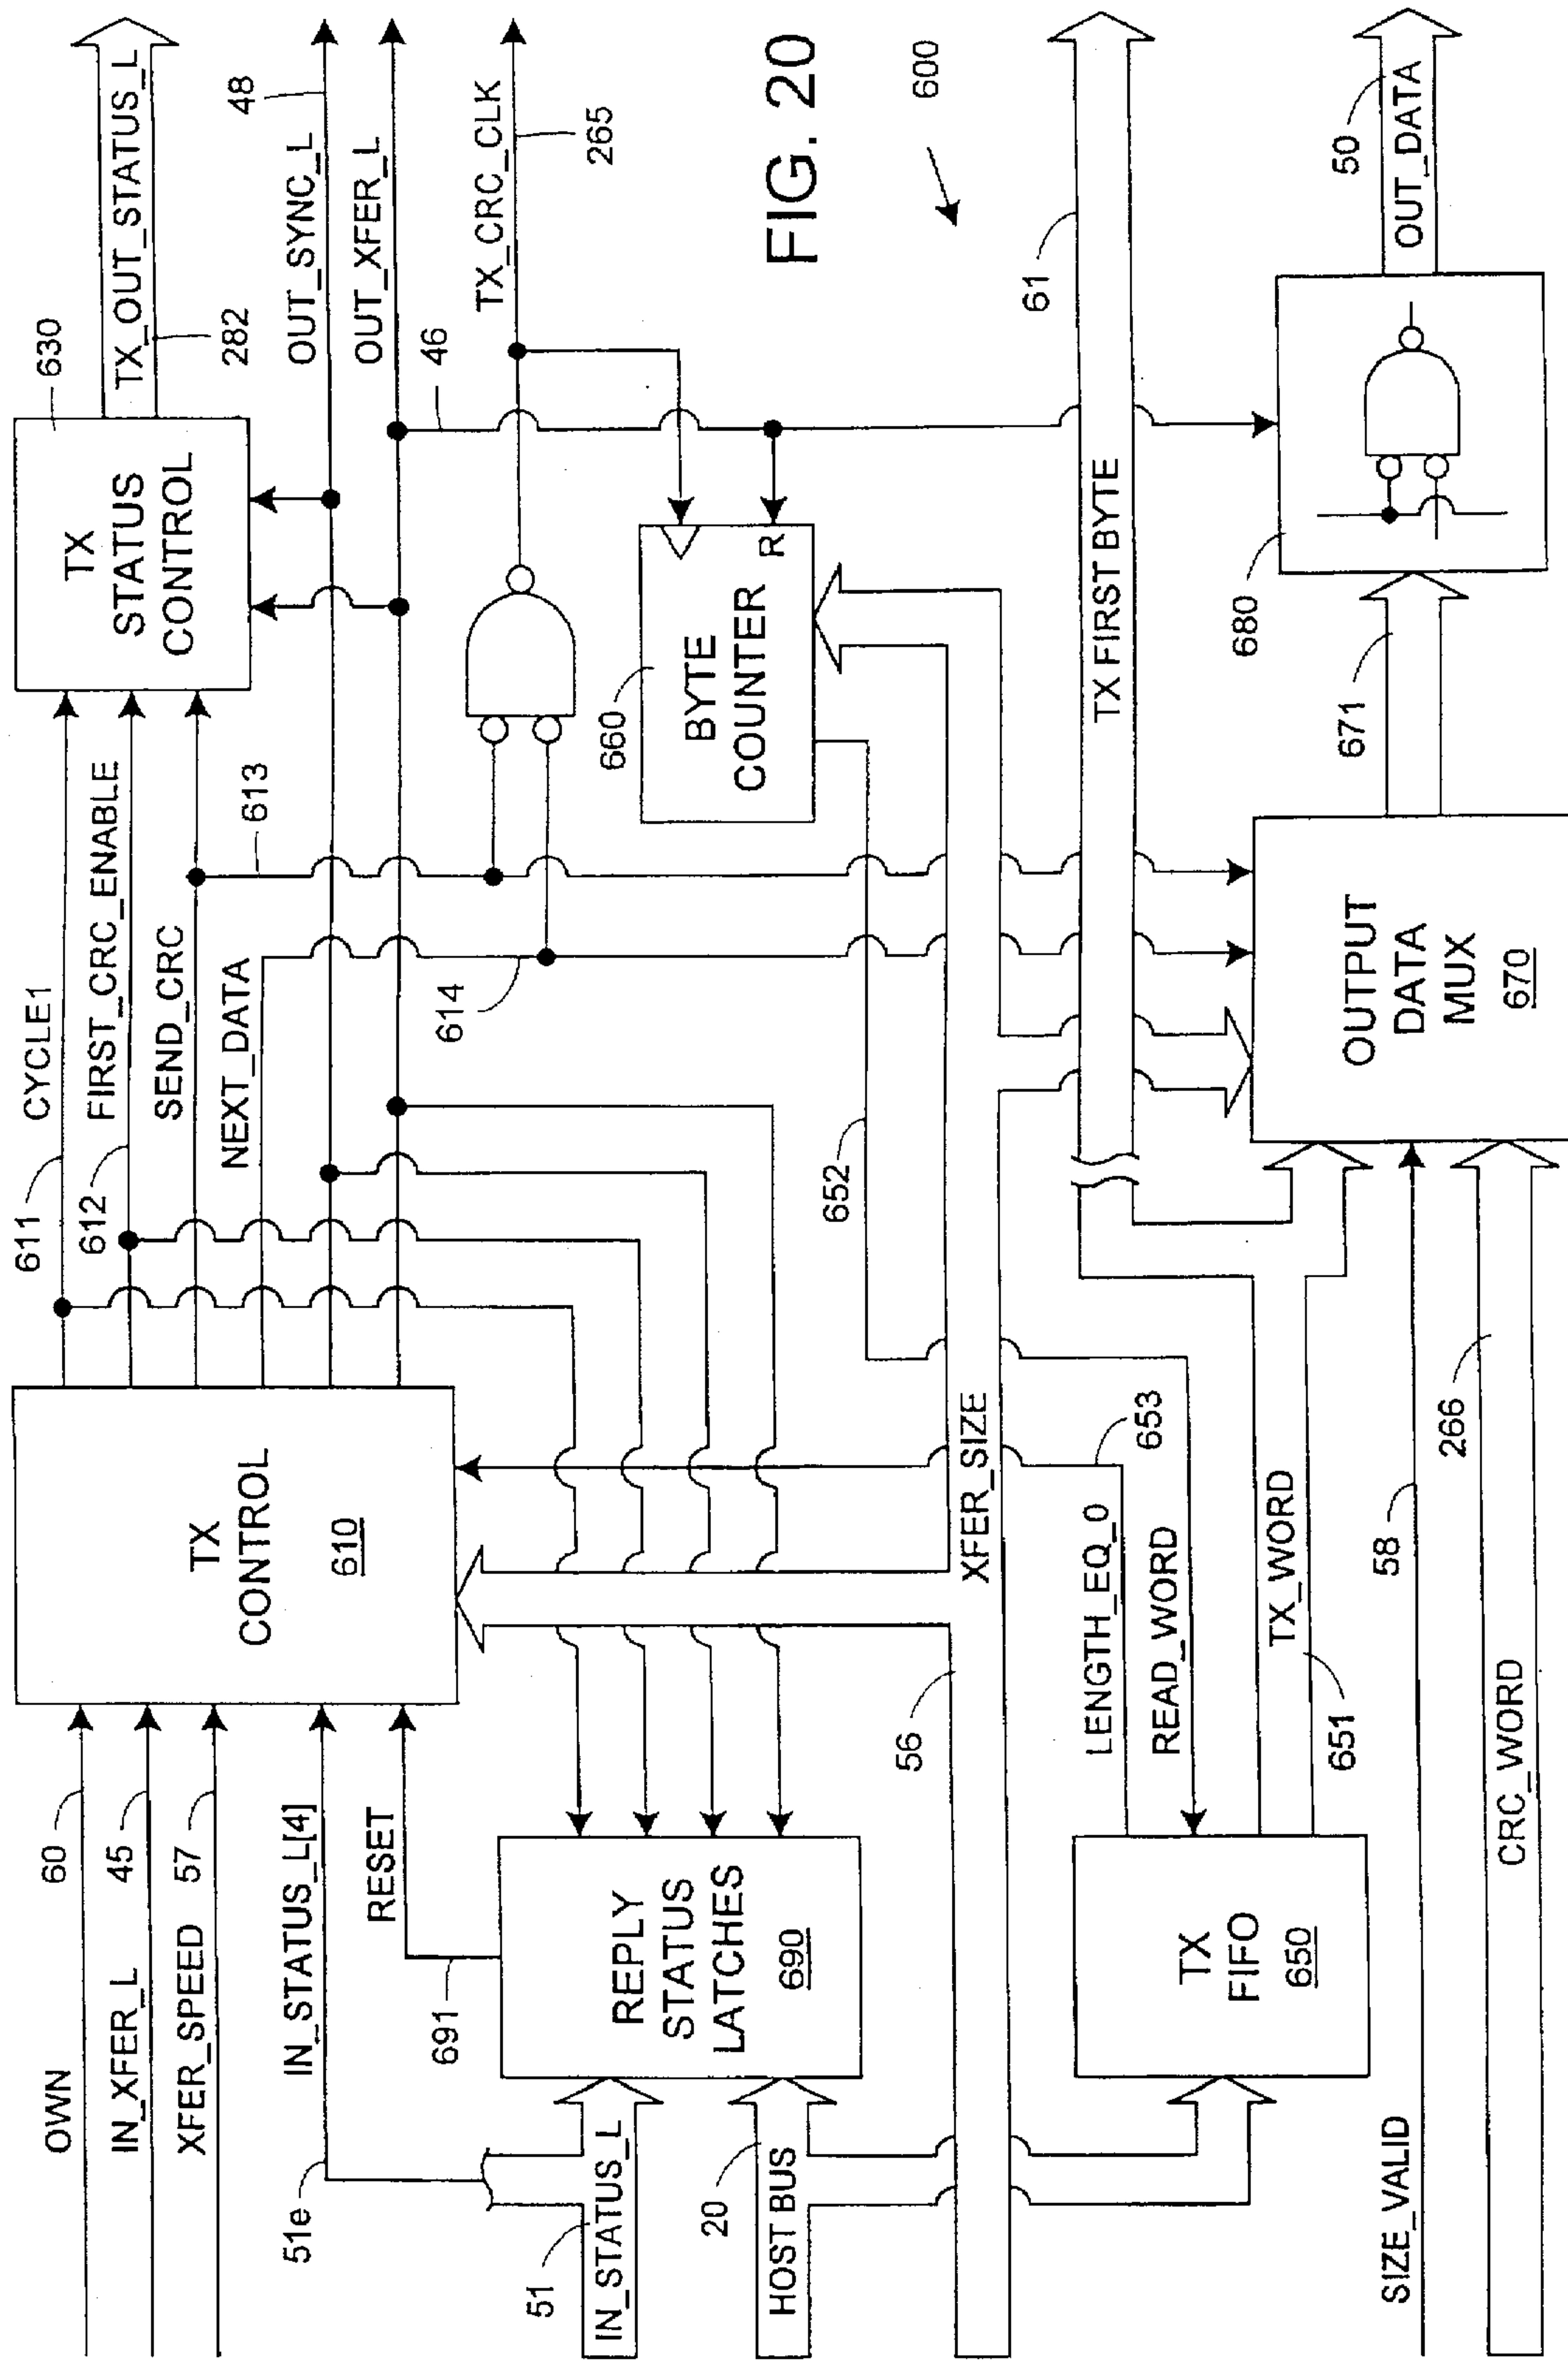 OWN
60
IN_XFER_L
45
XFER_SPEED
57
51e
IN_STATUS_L[4]
RESET
691
51
IN_STATUS_L
20
HOST BUS
REPLY
STATUS
LATCHES
690
TX
CONTROL
610
611
CYCLE1
612
FIRST_CRC_ENABLE
SEND_CRC
613
NEXT_DATA
614
TX
STATUS
CONTROL
630
TX_OUT_STATUS_L
282
OUT_SYNC_L
48
OUT_XFER_L
46
TX_CRC_CLK
265
FIG. 20
600
660
BYTE
COUNTER
R
652
56
XFER_SIZE
LENGTH_EQ_0
653
READ_WORD
TX
FIFO
650
TX_WORD
651
TX FIRST BYTE
61
SIZE_VALID
58
CRC_WORD
266
OUTPUT
DATA
MUX
670
671
680
OUT_DATA
50